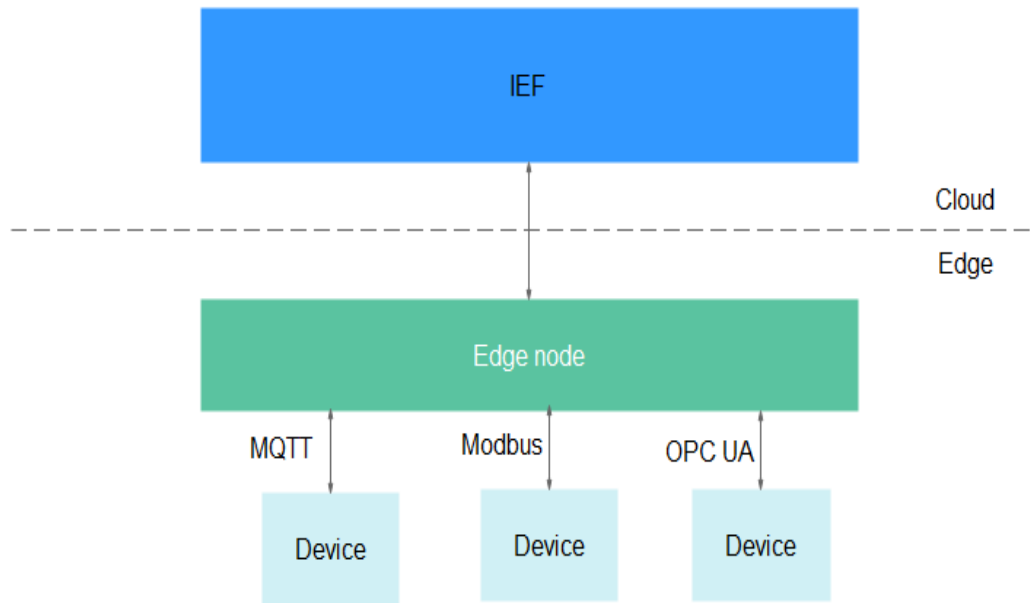 IEF
Cloud
Edge
Edge node
MQTT
Modbus
OPC UA
Device
Device
Device